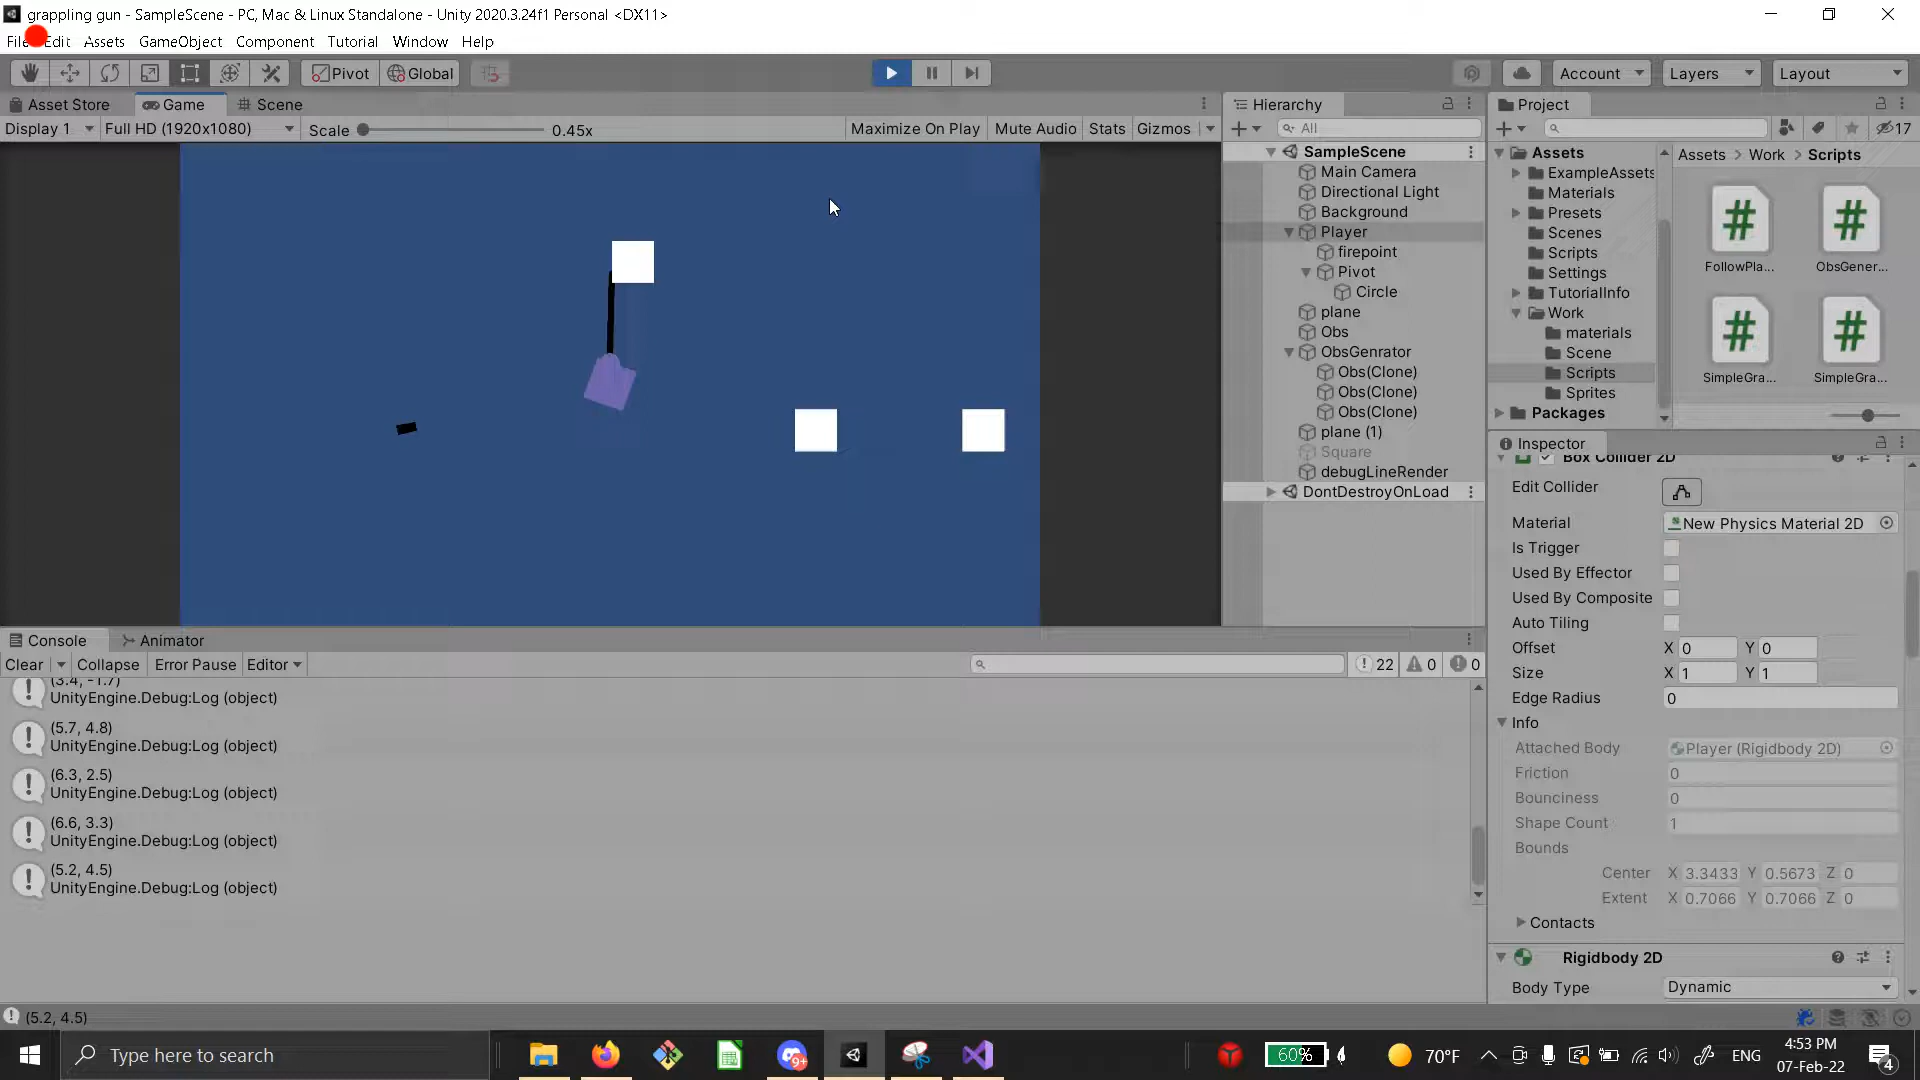 grappling gun - SampleScene - PC, Mac & Linux Standalone - Unity 2020.3.24f1 Personal <DX11>
File Edit Assets GameObject Component Tutorial Window Help
Pivot Global
Account Layers Layout
Asset Store Game Scene
Display 1 Full HD (1920x1080) Scale 0.45x Maximize On Play Mute Audio Stats Gizmos
Hierarchy
All
SampleScene
Main Camera
Directional Light
Background
Player
firepoint
Pivot
Circle
plane
Obs
ObsGenrator
Obs(Clone)
Obs(Clone)
Obs(Clone)
plane (1)
Square
debugLineRender
DontDestroyOnLoad
Project
17
Assets
ExampleAssets
Materials
Presets
Scenes
Scripts
Settings
TutorialInfo
Work
materials
Scene
Scripts
Sprites
Packages
Assets > Work > Scripts
FollowPla... ObsGener...
SimpleGra... SimpleGra...
Inspector
Box Collider 2D
Edit Collider
Material New Physics Material 2D
Is Trigger
Used By Effector
Used By Composite
Auto Tiling
Offset X 0 Y 0
Size X 1 Y 1
Edge Radius 0
Info
Attached Body Player (Rigidbody 2D)
Friction 0
Bounciness 0
Shape Count 1
Bounds
Center X 3.3433 Y 0.5673 Z 0
Extent X 0.7066 Y 0.7066 Z 0
Contacts
Rigidbody 2D
Body Type Dynamic
Console Animator
Clear Collapse Error Pause Editor 22 0 0
(3.4, -1.7)
UnityEngine.Debug:Log (object)
(5.7, 4.8)
UnityEngine.Debug:Log (object)
(6.3, 2.5)
UnityEngine.Debug:Log (object)
(6.6, 3.3)
UnityEngine.Debug:Log (object)
(5.2, 4.5)
UnityEngine.Debug:Log (object)
(5.2, 4.5)
Type here to search
9+
60%
70°F
ENG
4:53 PM
07-Feb-22
4